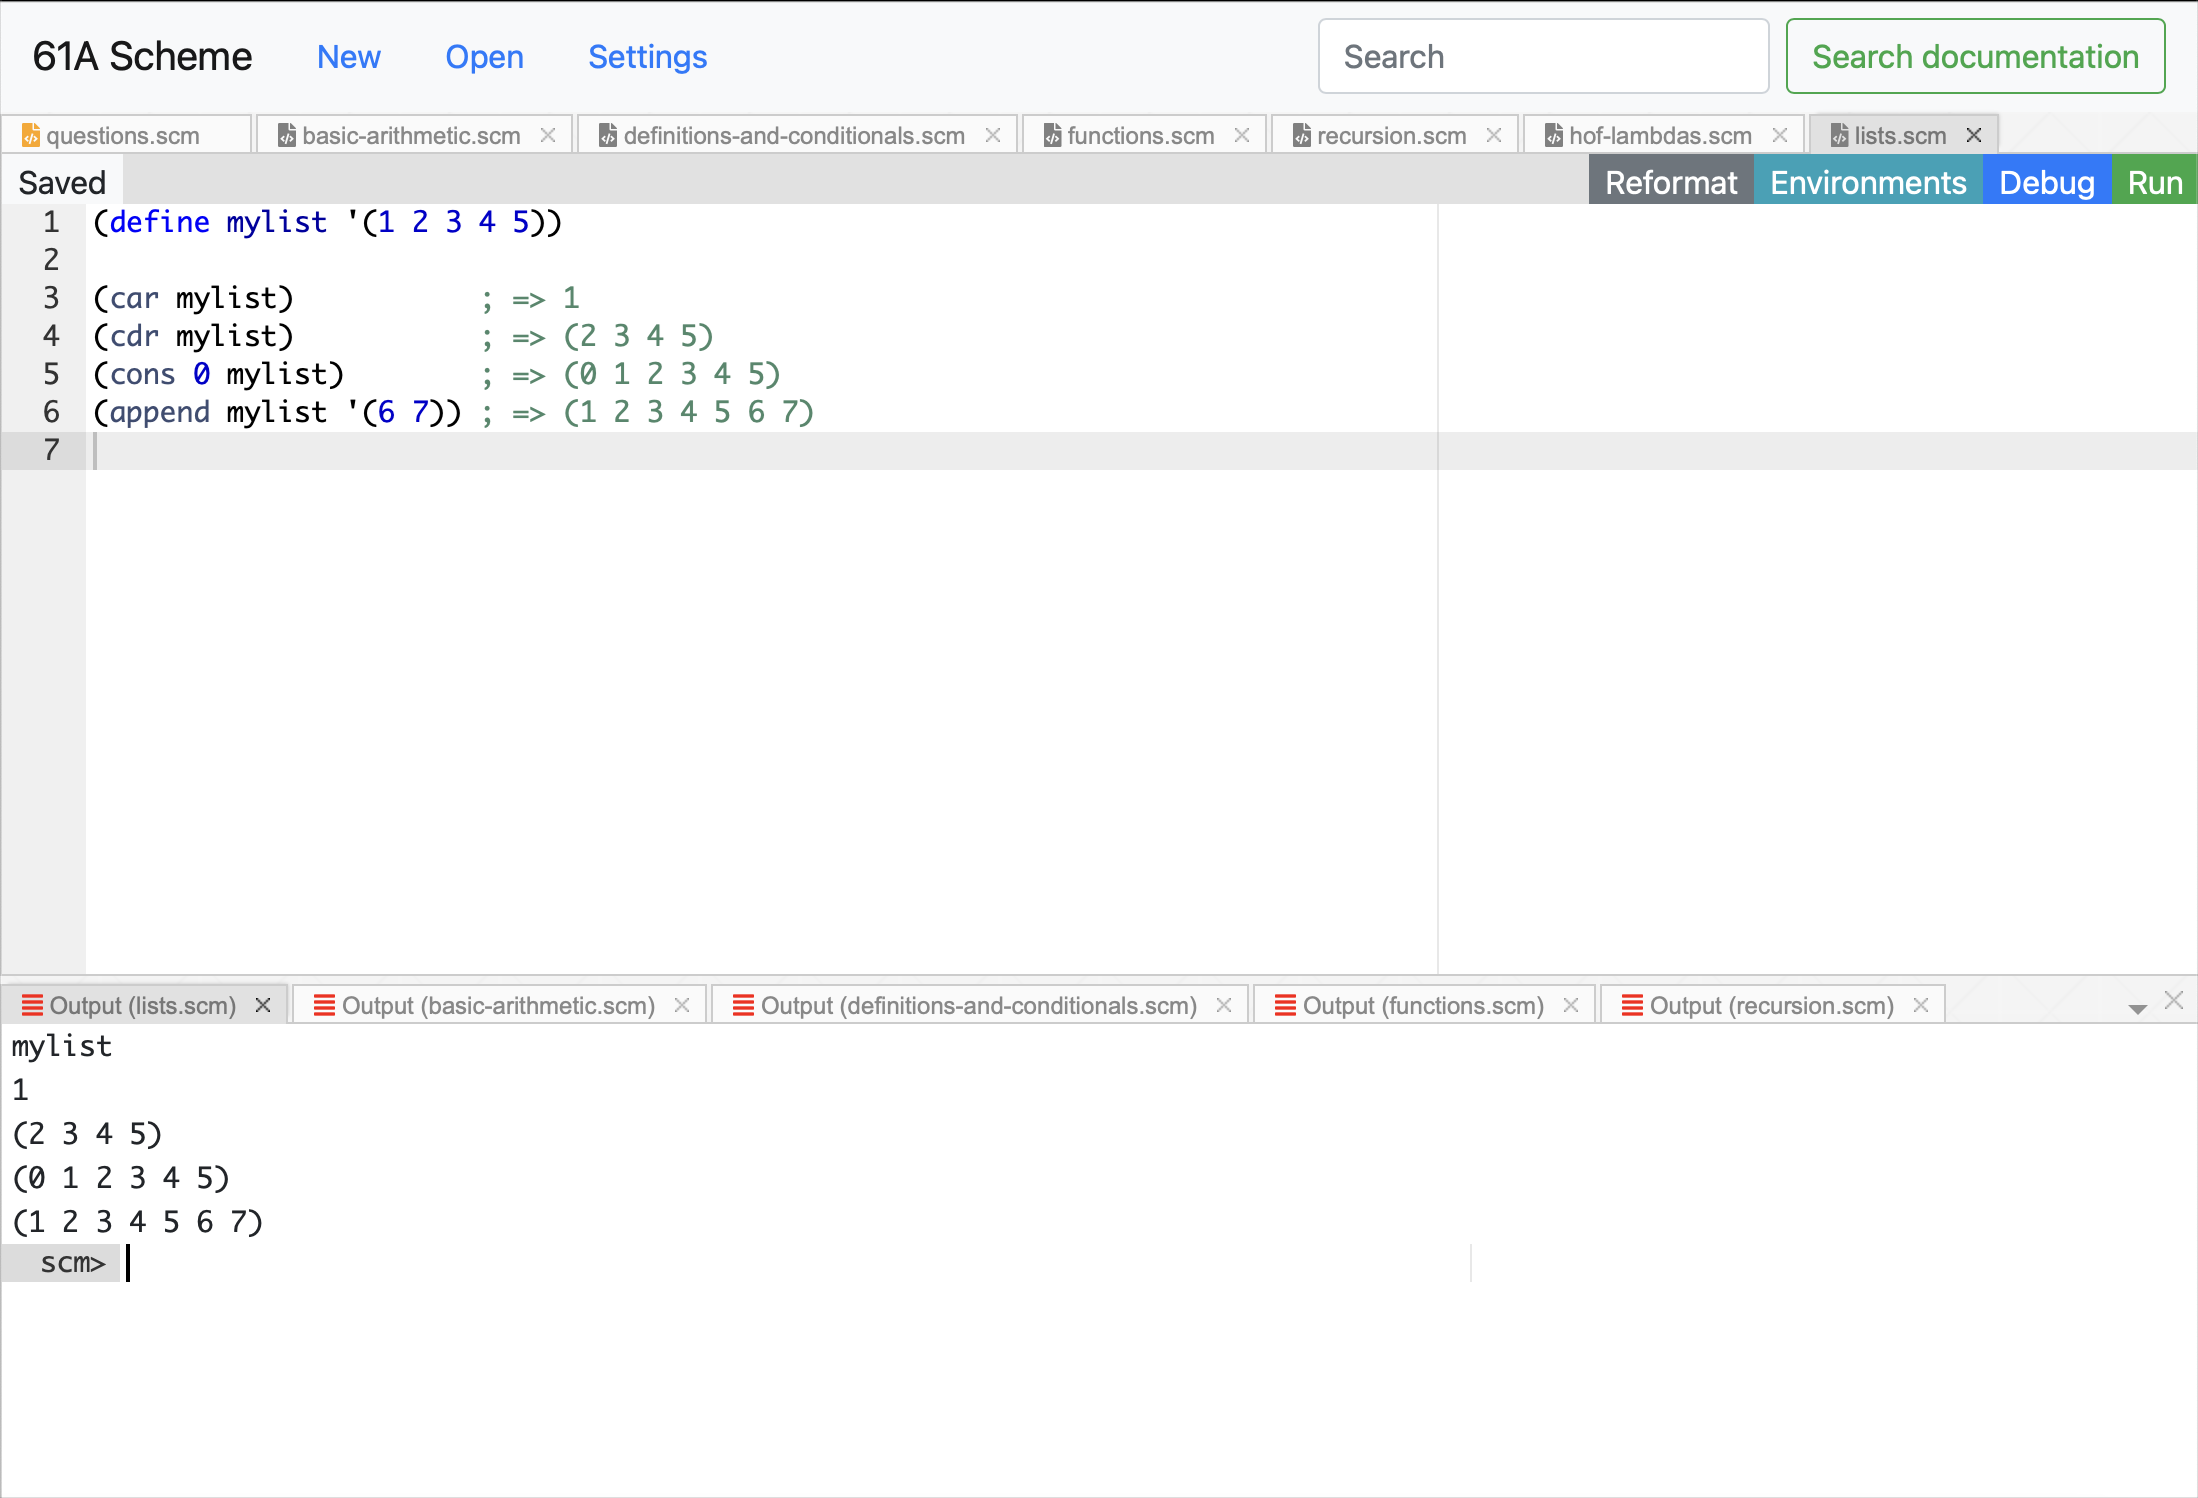 61A Scheme New Open Settings Search Search documentation
questions.scm basic-arithmetic.scm definitions-and-conditionals.scm functions.scm recursion.scm hof-lambdas.scm lists.scm
Saved Reformat Environments Debug Run
1 (define mylist '(1 2 3 4 5))
2
3 (car mylist)           ; => 1
4 (cdr mylist)           ; => (2 3 4 5)
5 (cons 0 mylist)        ; => (0 1 2 3 4 5)
6 (append mylist '(6 7)) ; => (1 2 3 4 5 6 7)
7
Output (lists.scm) Output (basic-arithmetic.scm) Output (definitions-and-conditionals.scm) Output (functions.scm) Output (recursion.scm)
mylist
1
(2 3 4 5)
(0 1 2 3 4 5)
(1 2 3 4 5 6 7)
scm>